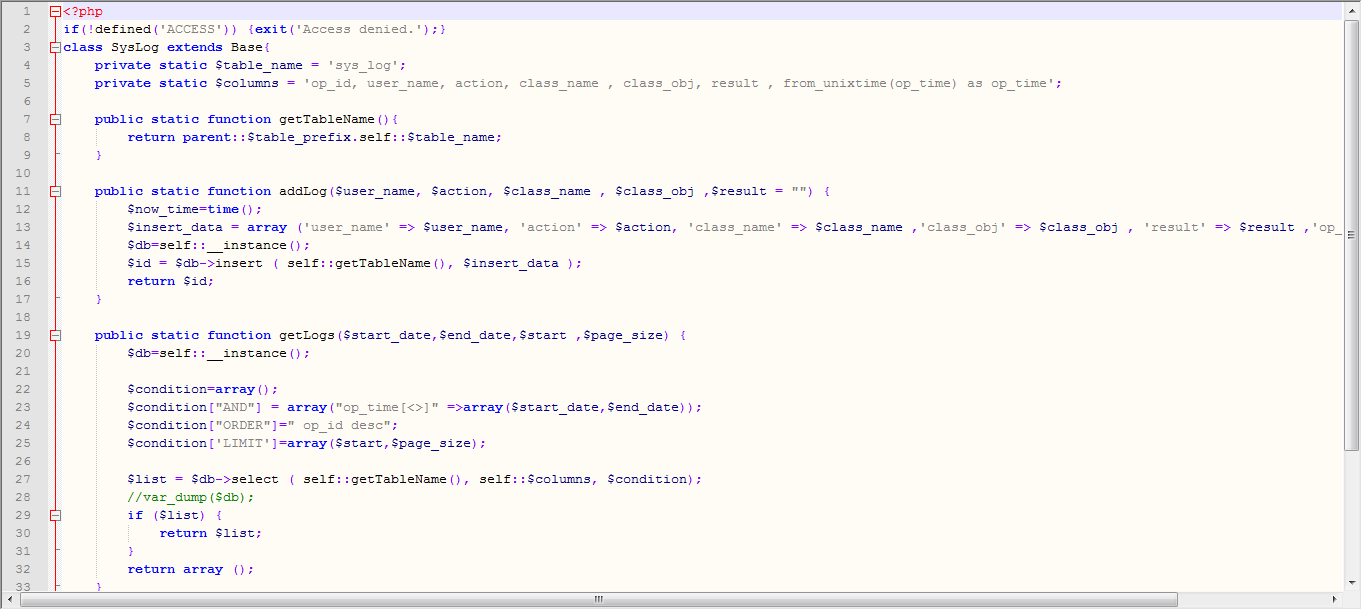 1 <?php
2 if(!defined('ACCESS')) {exit('Access denied.');}
3 class SysLog extends Base{
4 private static $table_name = 'sys_log';
5 private static $columns = 'op_id, user_name, action, class_name , class_obj, result , from_unixtime(op_time) as op_time';
6
7 public static function getTableName(){
8 return parent::$table_prefix.self::$table_name;
9 }
10
11 public static function addLog($user_name, $action, $class_name , $class_obj ,$result = "") {
12 $now_time=time();
13 $insert_data = array ('user_name' => $user_name, 'action' => $action, 'class_name' => $class_name ,'class_obj' => $class_obj , 'result' => $result ,'op_
14 $db=self::__instance();
15 $id = $db->insert ( self::getTableName(), $insert_data );
16 return $id;
17 }
18
19 public static function getLogs($start_date,$end_date,$start ,$page_size) {
20 $db=self::__instance();
21
22 $condition=array();
23 $condition["AND"] = array("op_time[<>]" =>array($start_date,$end_date));
24 $condition["ORDER"]=" op_id desc";
25 $condition['LIMIT']=array($start,$page_size);
26
27 $list = $db->select ( self::getTableName(), self::$columns, $condition);
28 //var_dump($db);
29 if ($list) {
30 return $list;
31 }
32 return array ();
33 }